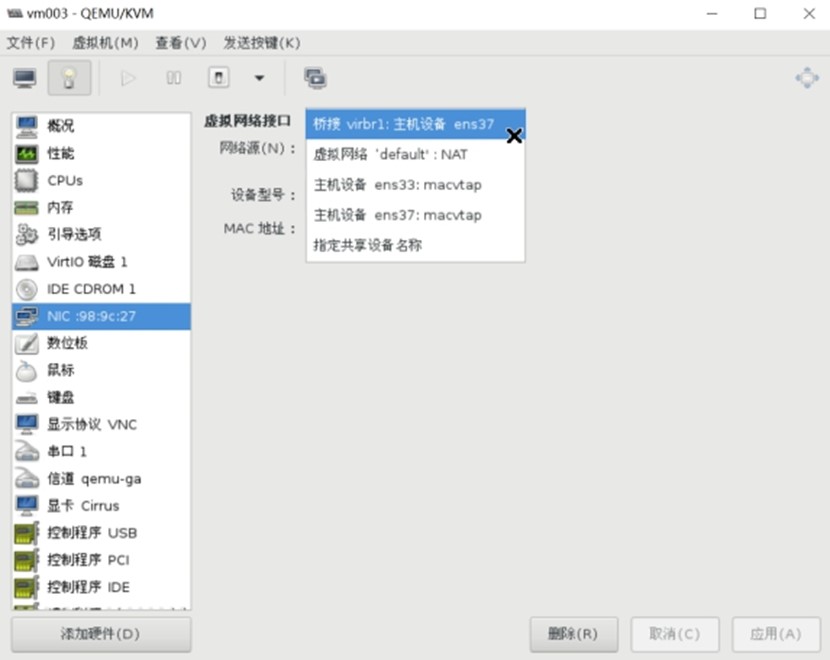 vm003 - QEMU/KVM
文件(F) 虚拟机(M) 查看(V) 发送按键(K)
概况
性能
CPUs
内存
引导选项
VirtIO 磁盘 1
IDE CDROM 1
NIC :98:9c:27
数位板
鼠标
键盘
显示协议 VNC
串口 1
信道 qemu-ga
显卡 Cirrus
控制程序 USB
控制程序 PCI
控制程序 IDE
添加硬件(D)
虚拟网络接口
网络源(N)：
设备型号：
MAC 地址：
桥接 virbr1: 主机设备 ens37
虚拟网络 'default' : NAT
主机设备 ens33: macvtap
主机设备 ens37: macvtap
指定共享设备名称
删除(R) 取消(C) 应用(A)